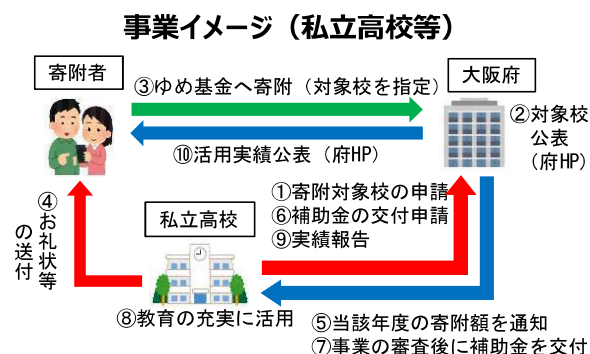 事業イメージ（私立高校等）
寄附者
大阪府
③ゆめ基金へ寄附（対象校を指定）
②対象校
公表
（府HP）
⑩活用実績公表（府HP）
①寄附対象校の申請
⑥補助金の交付申請
⑨実績報告
④お礼状等
の送付
私立高校
⑧教育の充実に活用
⑤当該年度の寄附額を通知
⑦事業の審査後に補助金を交付